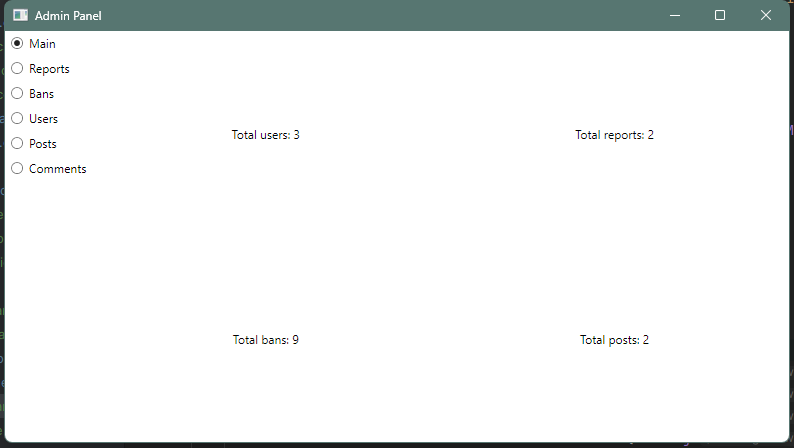 Admin Panel
Main
Reports
Bans
Users
Posts
Comments
Total users: 3
Total reports: 2
Total bans: 9
Total posts: 2